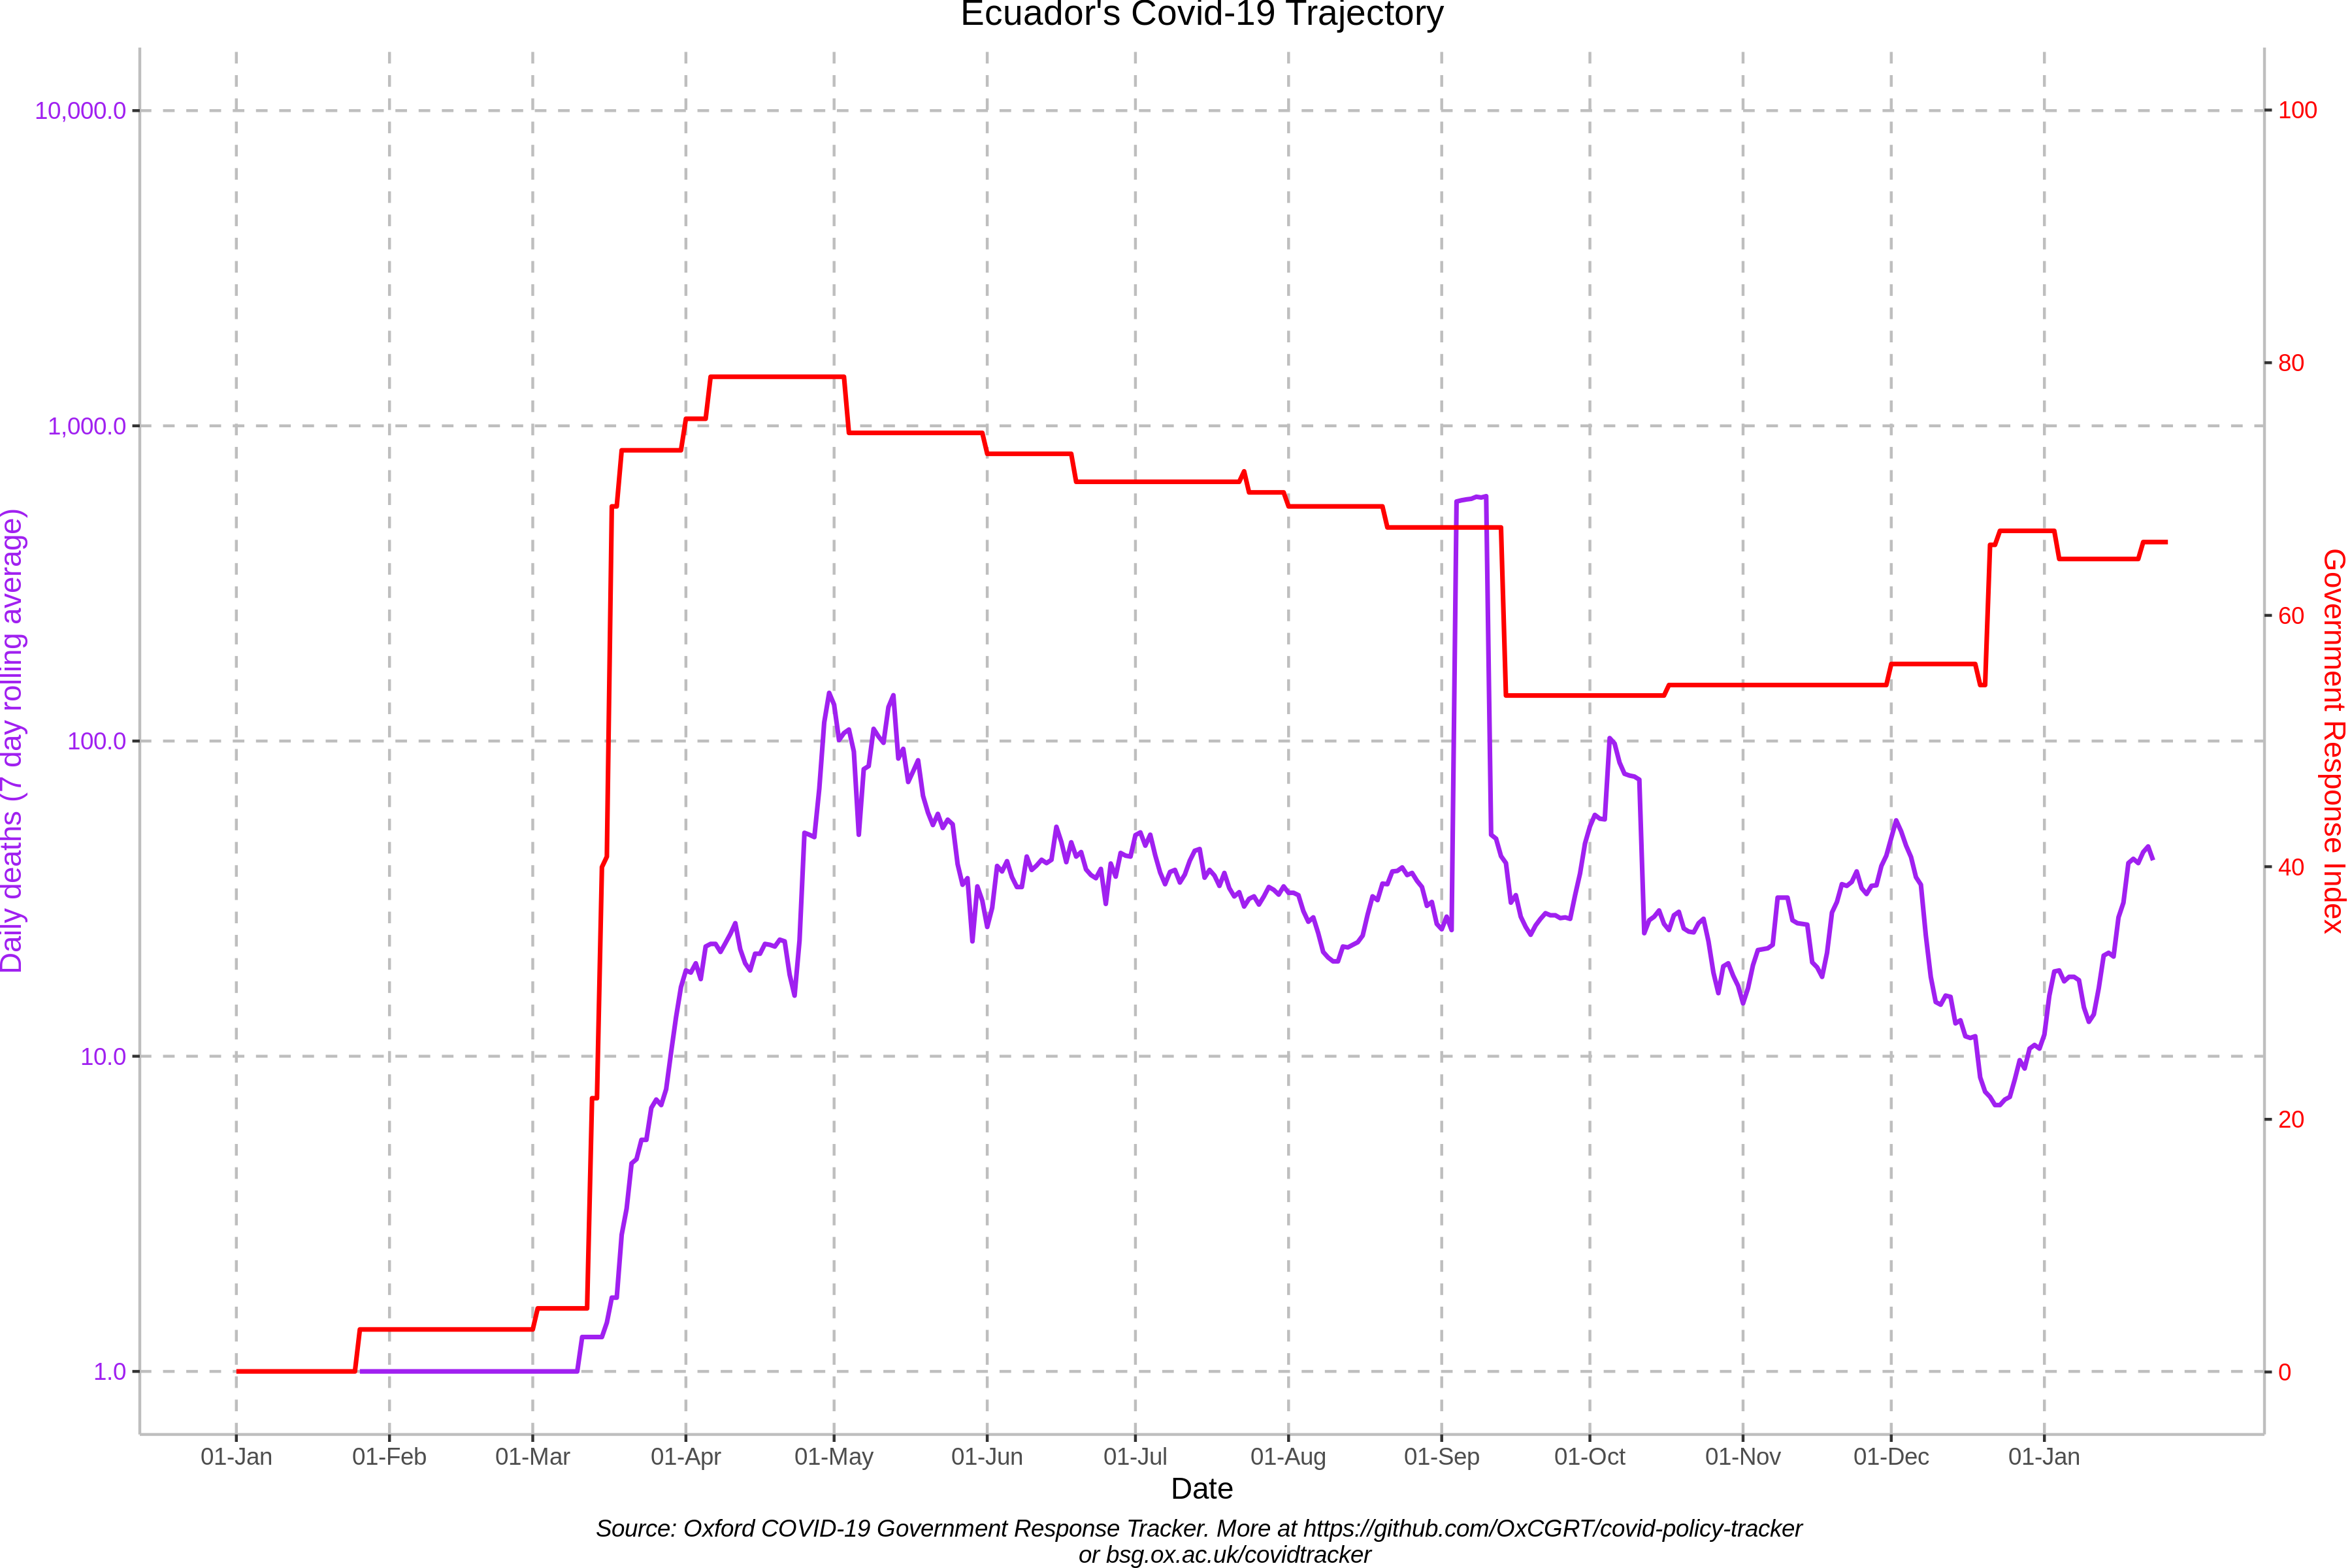 Ecuador's Covid-19 Trajectory
10,000.0
1,000.0
100.0
10.0
1.0
Daily deaths (7 day rolling average)
100
80
60
40
20
0
Government Response Index
01-Jan 01-Feb 01-Mar 01-Apr 01-May 01-Jun 01-Jul 01-Aug 01-Sep 01-Oct 01-Nov 01-Dec 01-Jan
Date
Source: Oxford COVID-19 Government Response Tracker. More at https://github.com/OxCGRT/covid-policy-tracker
or bsg.ox.ac.uk/covidtracker